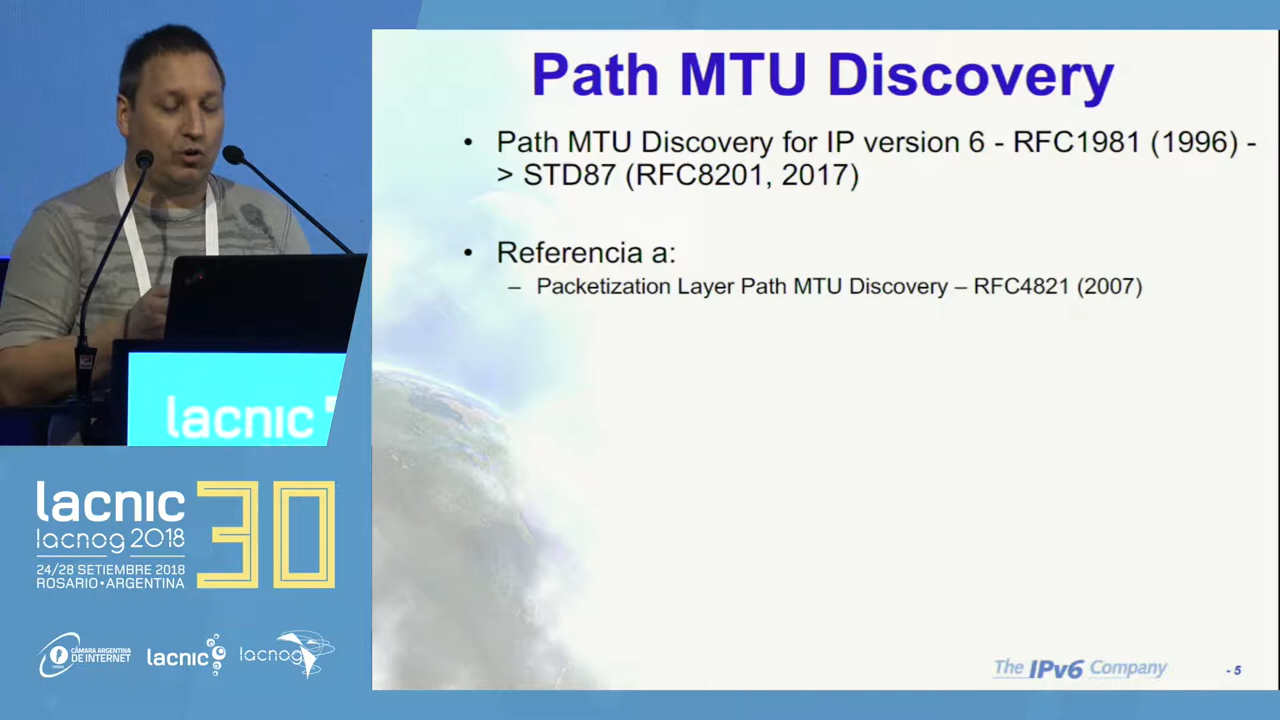 Path MTU Discovery
• Path MTU Discovery for IP version 6 - RFC1981 (1996) -
> STD87 (RFC8201, 2017)
• Referencia a:
– Packetization Layer Path MTU Discovery – RFC4821 (2007)
The IPv6 Company
- 5
lacnic
lacnic 30
lacnog 2018
24/28 SETIEMBRE 2018
ROSARIO•ARGENTINA
CÁMARA ARGENTINA
DE INTERNET
lacnic
lacnog